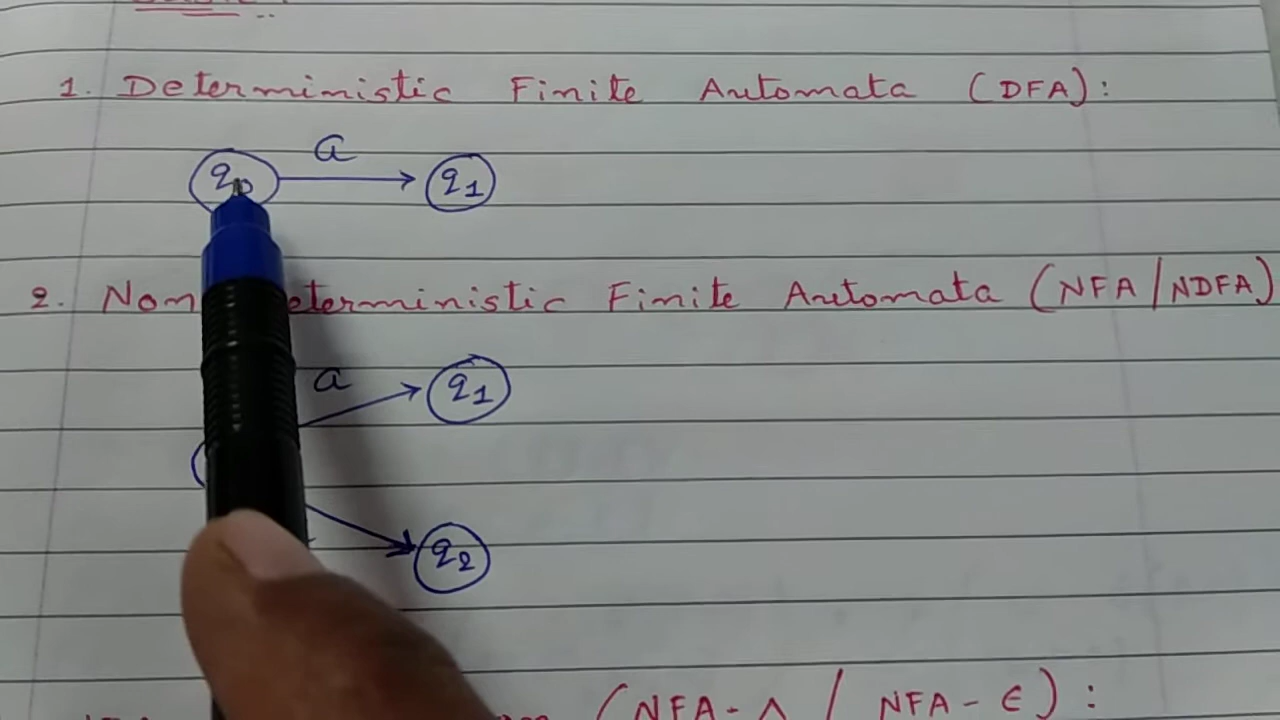 1. Deterministic Finite Automata (DFA):
a
q0 q1
2. Non eterministic Finite Automata (NFA/NDFA)
a q1
q2
(NFA-Λ / NFA-ϵ):